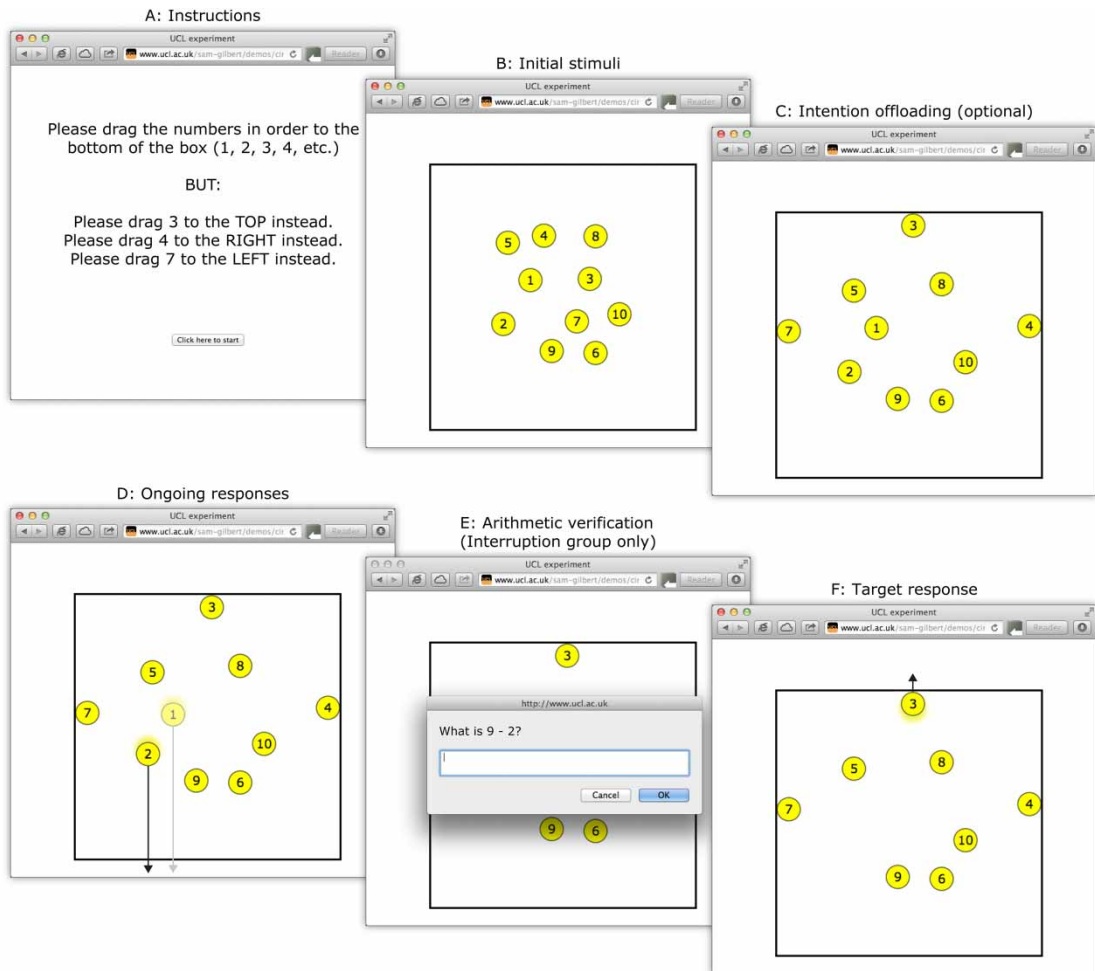 A: Instructions
UCL experiment
www.ucl.ac.uk/sam-gilbert/demos/cir
Reader
Please drag the numbers in order to the
bottom of the box (1, 2, 3, 4, etc.)
BUT:
Please drag 3 to the TOP instead.
Please drag 4 to the RIGHT instead.
Please drag 7 to the LEFT instead.
Click here to start
B: Initial stimuli
UCL experiment
www.ucl.ac.uk/sam-gilbert/demos/cir
Reader
5 4 8
1 3
2 7 10
9 6
C: Intention offloading (optional)
UCL experiment
www.ucl.ac.uk/sam-gilbert/demos/cir
Reader
3
5 8
7 1 4
2 10
9 6
D: Ongoing responses
UCL experiment
www.ucl.ac.uk/sam-gilbert/demos/cir
Reader
3
5 8
7 1 4
2 10
9 6
E: Arithmetic verification
(Interruption group only)
UCL experiment
www.ucl.ac.uk/sam-gilbert/demos/cir
Reader
3
http://www.ucl.ac.uk
What is 9 - 2?
Cancel OK
9 6
F: Target response
UCL experiment
www.ucl.ac.uk/sam-gilbert/demos/cir
Reader
3
5 8
7 4
10
9 6